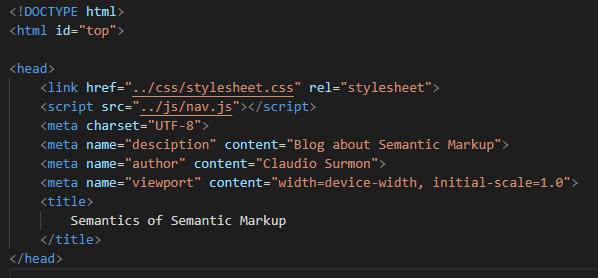 <!DOCTYPE html>
<html id="top">
<head>
<link href="../css/stylesheet.css" rel="stylesheet">
<script src="../js/nav.js"></script>
<meta charset="UTF-8">
<meta name="desciption" content="Blog about Semantic Markup">
<meta name="author" content="Claudio Surmon">
<meta name="viewport" content="width=device-width, initial-scale=1.0">
<title>
Semantics of Semantic Markup
</title>
</head>